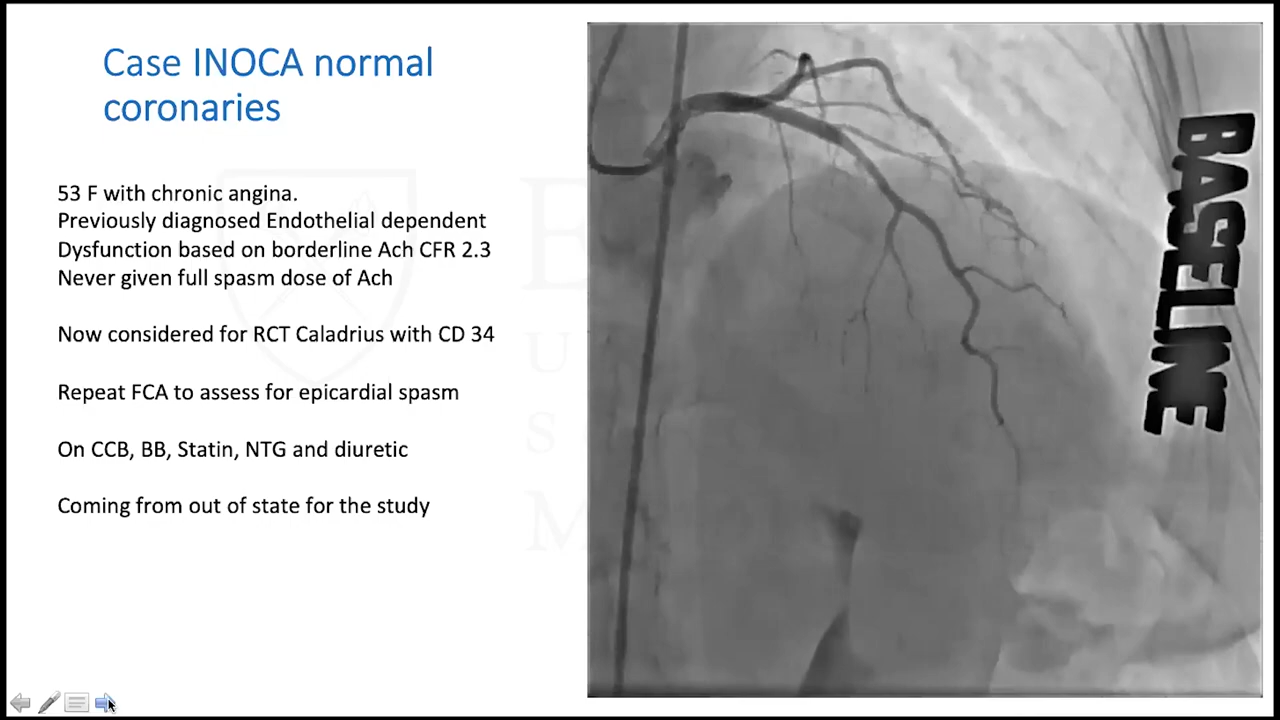 Case INOCA normal
coronaries
53 F with chronic angina.
Previously diagnosed Endothelial dependent
Dysfunction based on borderline Ach CFR 2.3
Never given full spasm dose of Ach
Now considered for RCT Caladrius with CD 34
Repeat FCA to assess for epicardial spasm
On CCB, BB, Statin, NTG and diuretic
Coming from out of state for the study
BASELINE